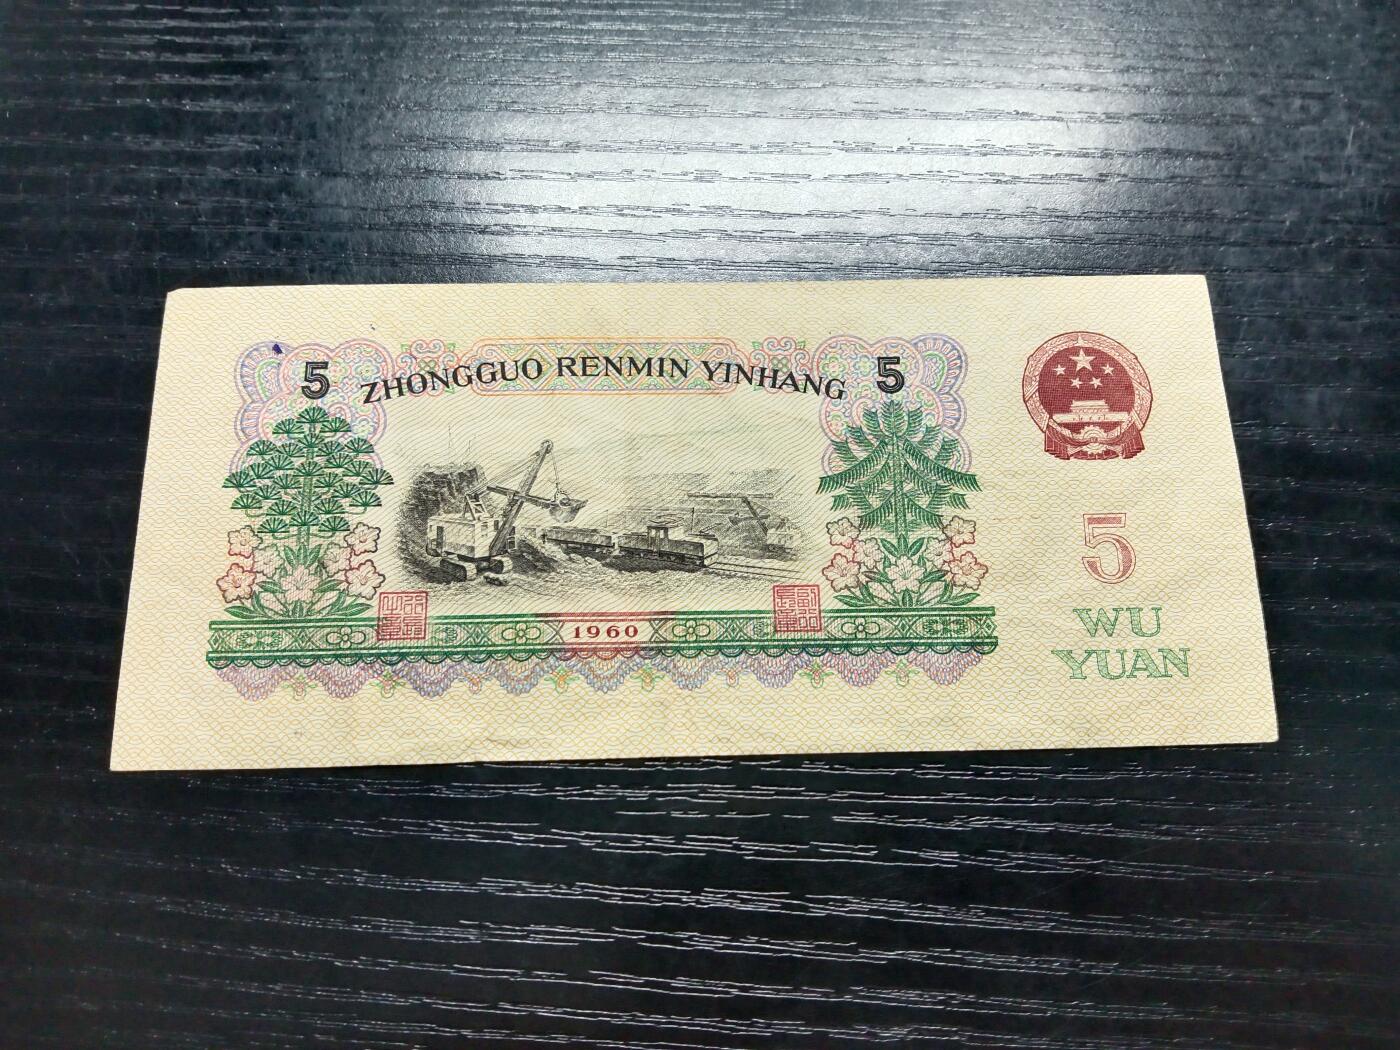 5 ZHONGGUO RENMIN YINHANG 5
5
WU
YUAN
1960